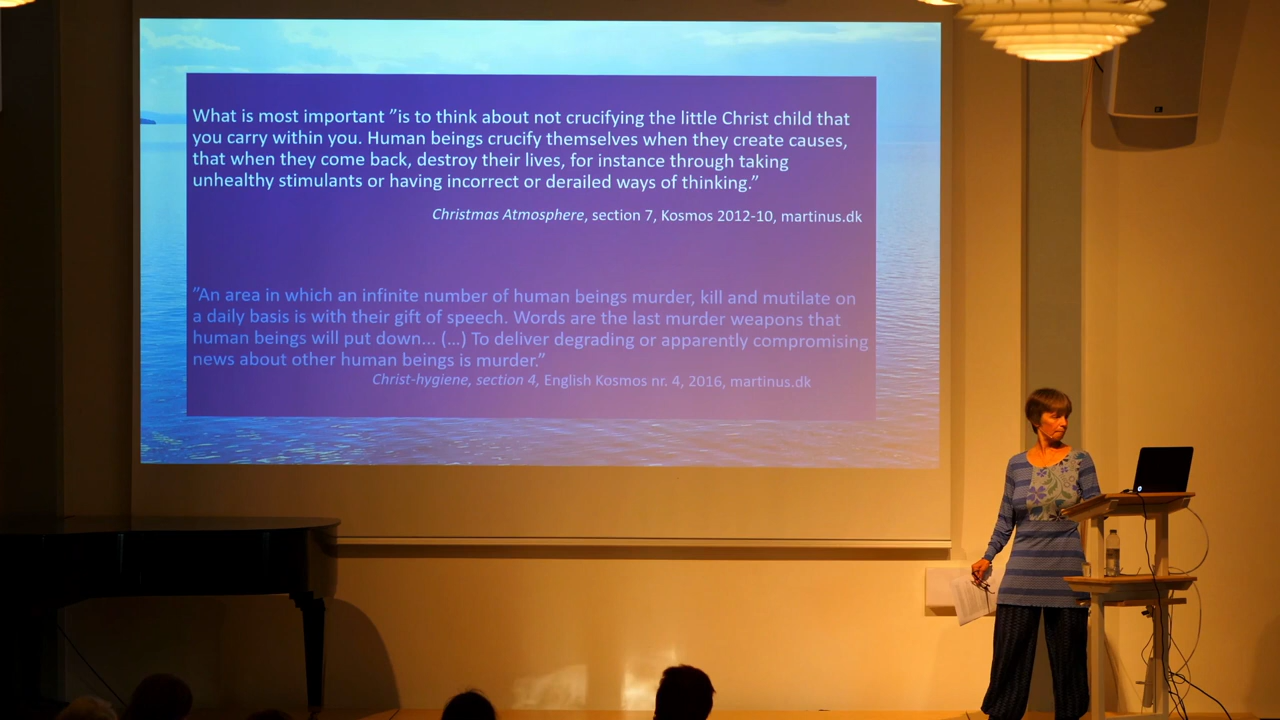 What is most important ”is to think about not crucifying the little Christ child that
you carry within you. Human beings crucify themselves when they create causes,
that when they come back, destroy their lives, for instance through taking
unhealthy stimulants or having incorrect or derailed ways of thinking.”
Christmas Atmosphere, section 7, Kosmos 2012-10, martinus.dk
”An area in which an infinite number of human beings murder, kill and mutilate on
a daily basis is with their gift of speech. Words are the last murder weapons that
human beings will put down... (…) To deliver degrading or apparently compromising
news about other human beings is murder.”
Christ-hygiene, section 4, English Kosmos nr. 4, 2016, martinus.dk